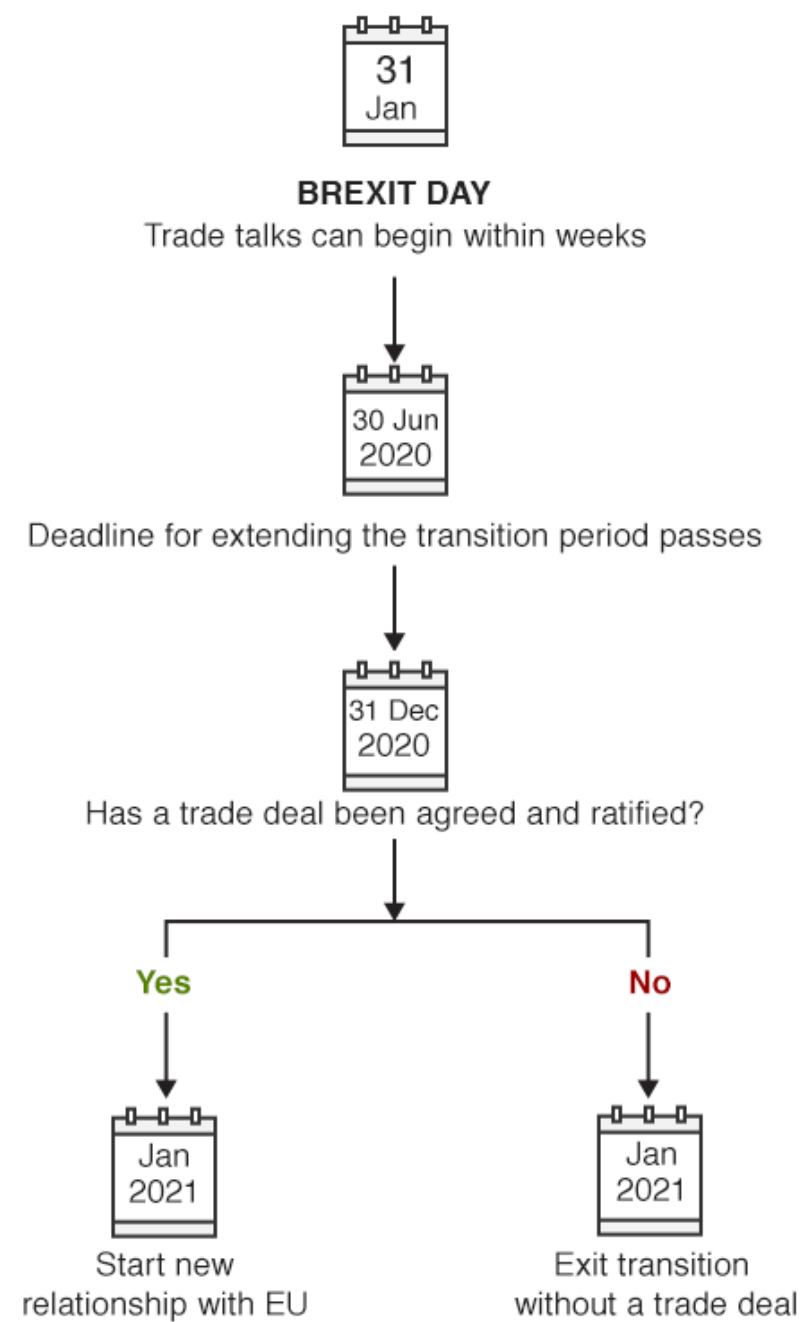 31
Jan
BREXIT DAY
Trade talks can begin within weeks
30 Jun
2020
Deadline for extending the transition period passes
31 Dec
2020
Has a trade deal been agreed and ratified?
Yes
No
Jan
2021
Start new
relationship with EU
Jan
2021
Exit transition
without a trade deal